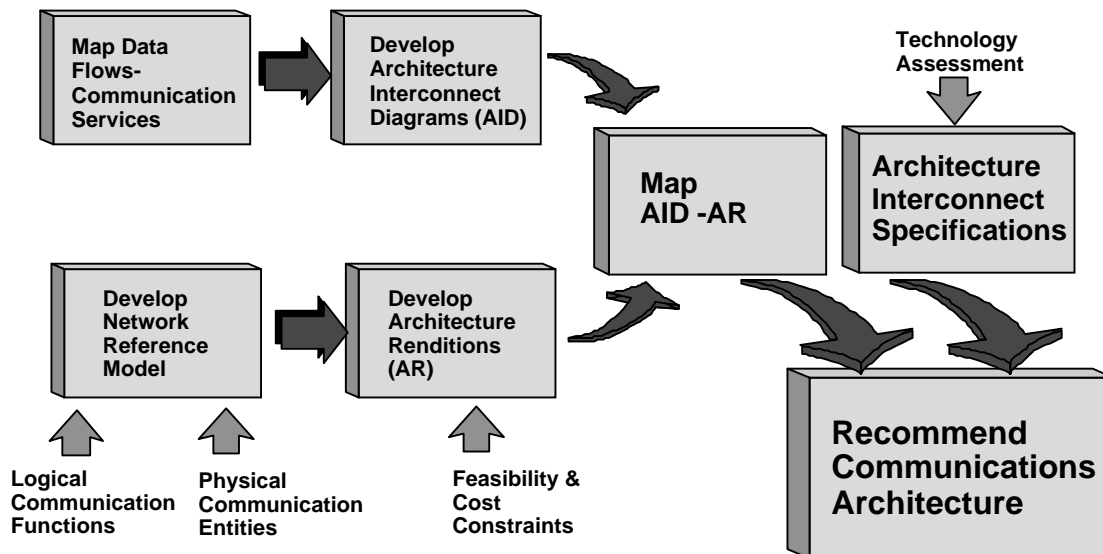 Map Data
Flows-
Communication
Services
Develop
Architecture
Interconnect
Diagrams (AID)
Technology
Assessment
Map
AID -AR
Architecture
Interconnect
Specifications
Develop
Network
Reference
Model
Develop
Architecture
Renditions
(AR)
Logical
Communication
Functions
Physical
Communication
Entities
Feasibility &
Cost
Constraints
Recommend
Communications
Architecture